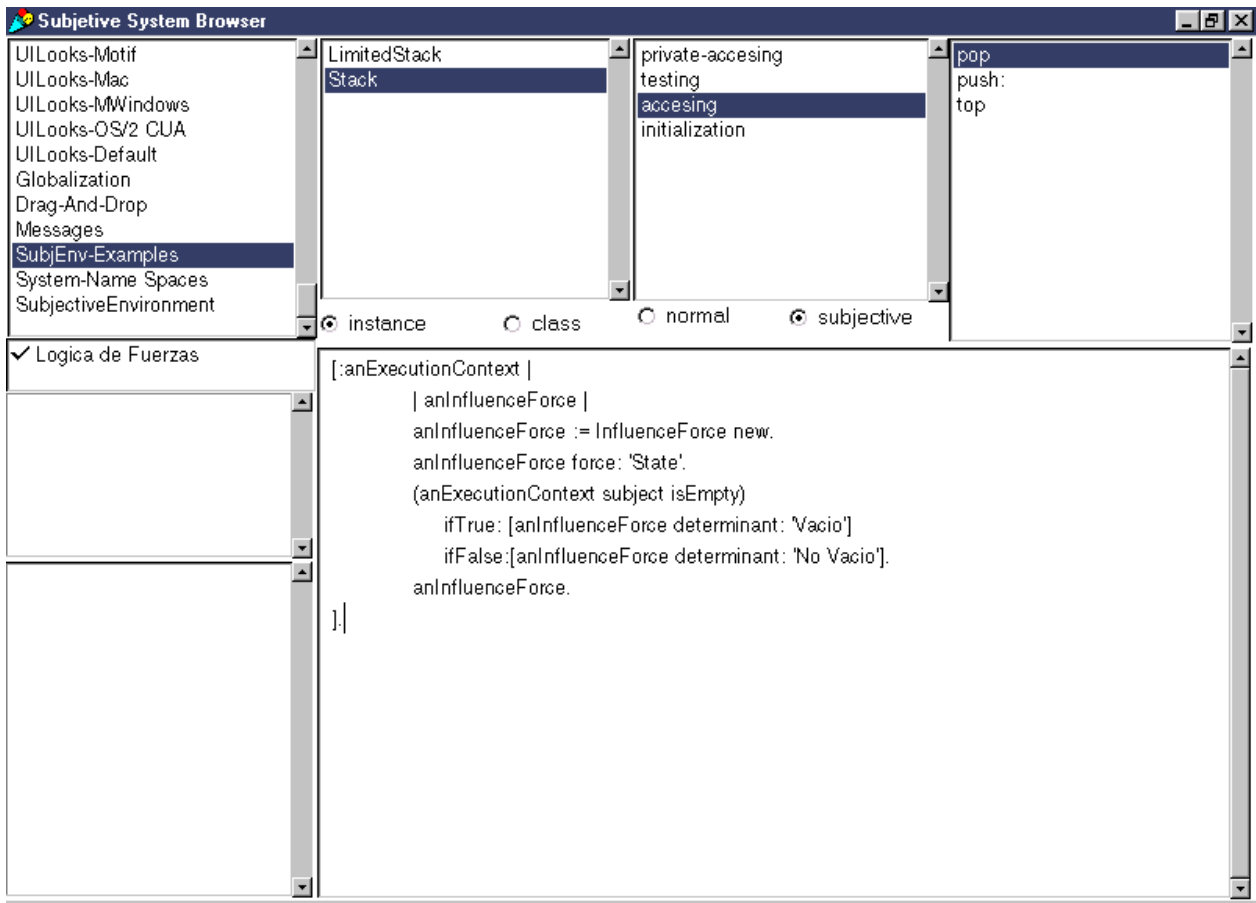 Subjetive System Browser
UILooks-Motif
UILooks-Mac
UILooks-MWindows
UILooks-OS/2 CUA
UILooks-Default
Globalization
Drag-And-Drop
Messages
SubjEnv-Examples
System-Name Spaces
SubjectiveEnvironment
LimitedStack
Stack
instance
class
private-accesing
testing
accesing
initialization
normal
subjective
pop
push:
top
Logica de Fuerzas
[:anExecutionContext |
| anInfluenceForce |
anInfluenceForce := InfluenceForce new.
anInfluenceForce force: 'State'.
(anExecutionContext subject isEmpty)
ifTrue: [anInfluenceForce determinant: 'Vacio']
ifFalse:[anInfluenceForce determinant: 'No Vacio'].
anInfluenceForce.
].